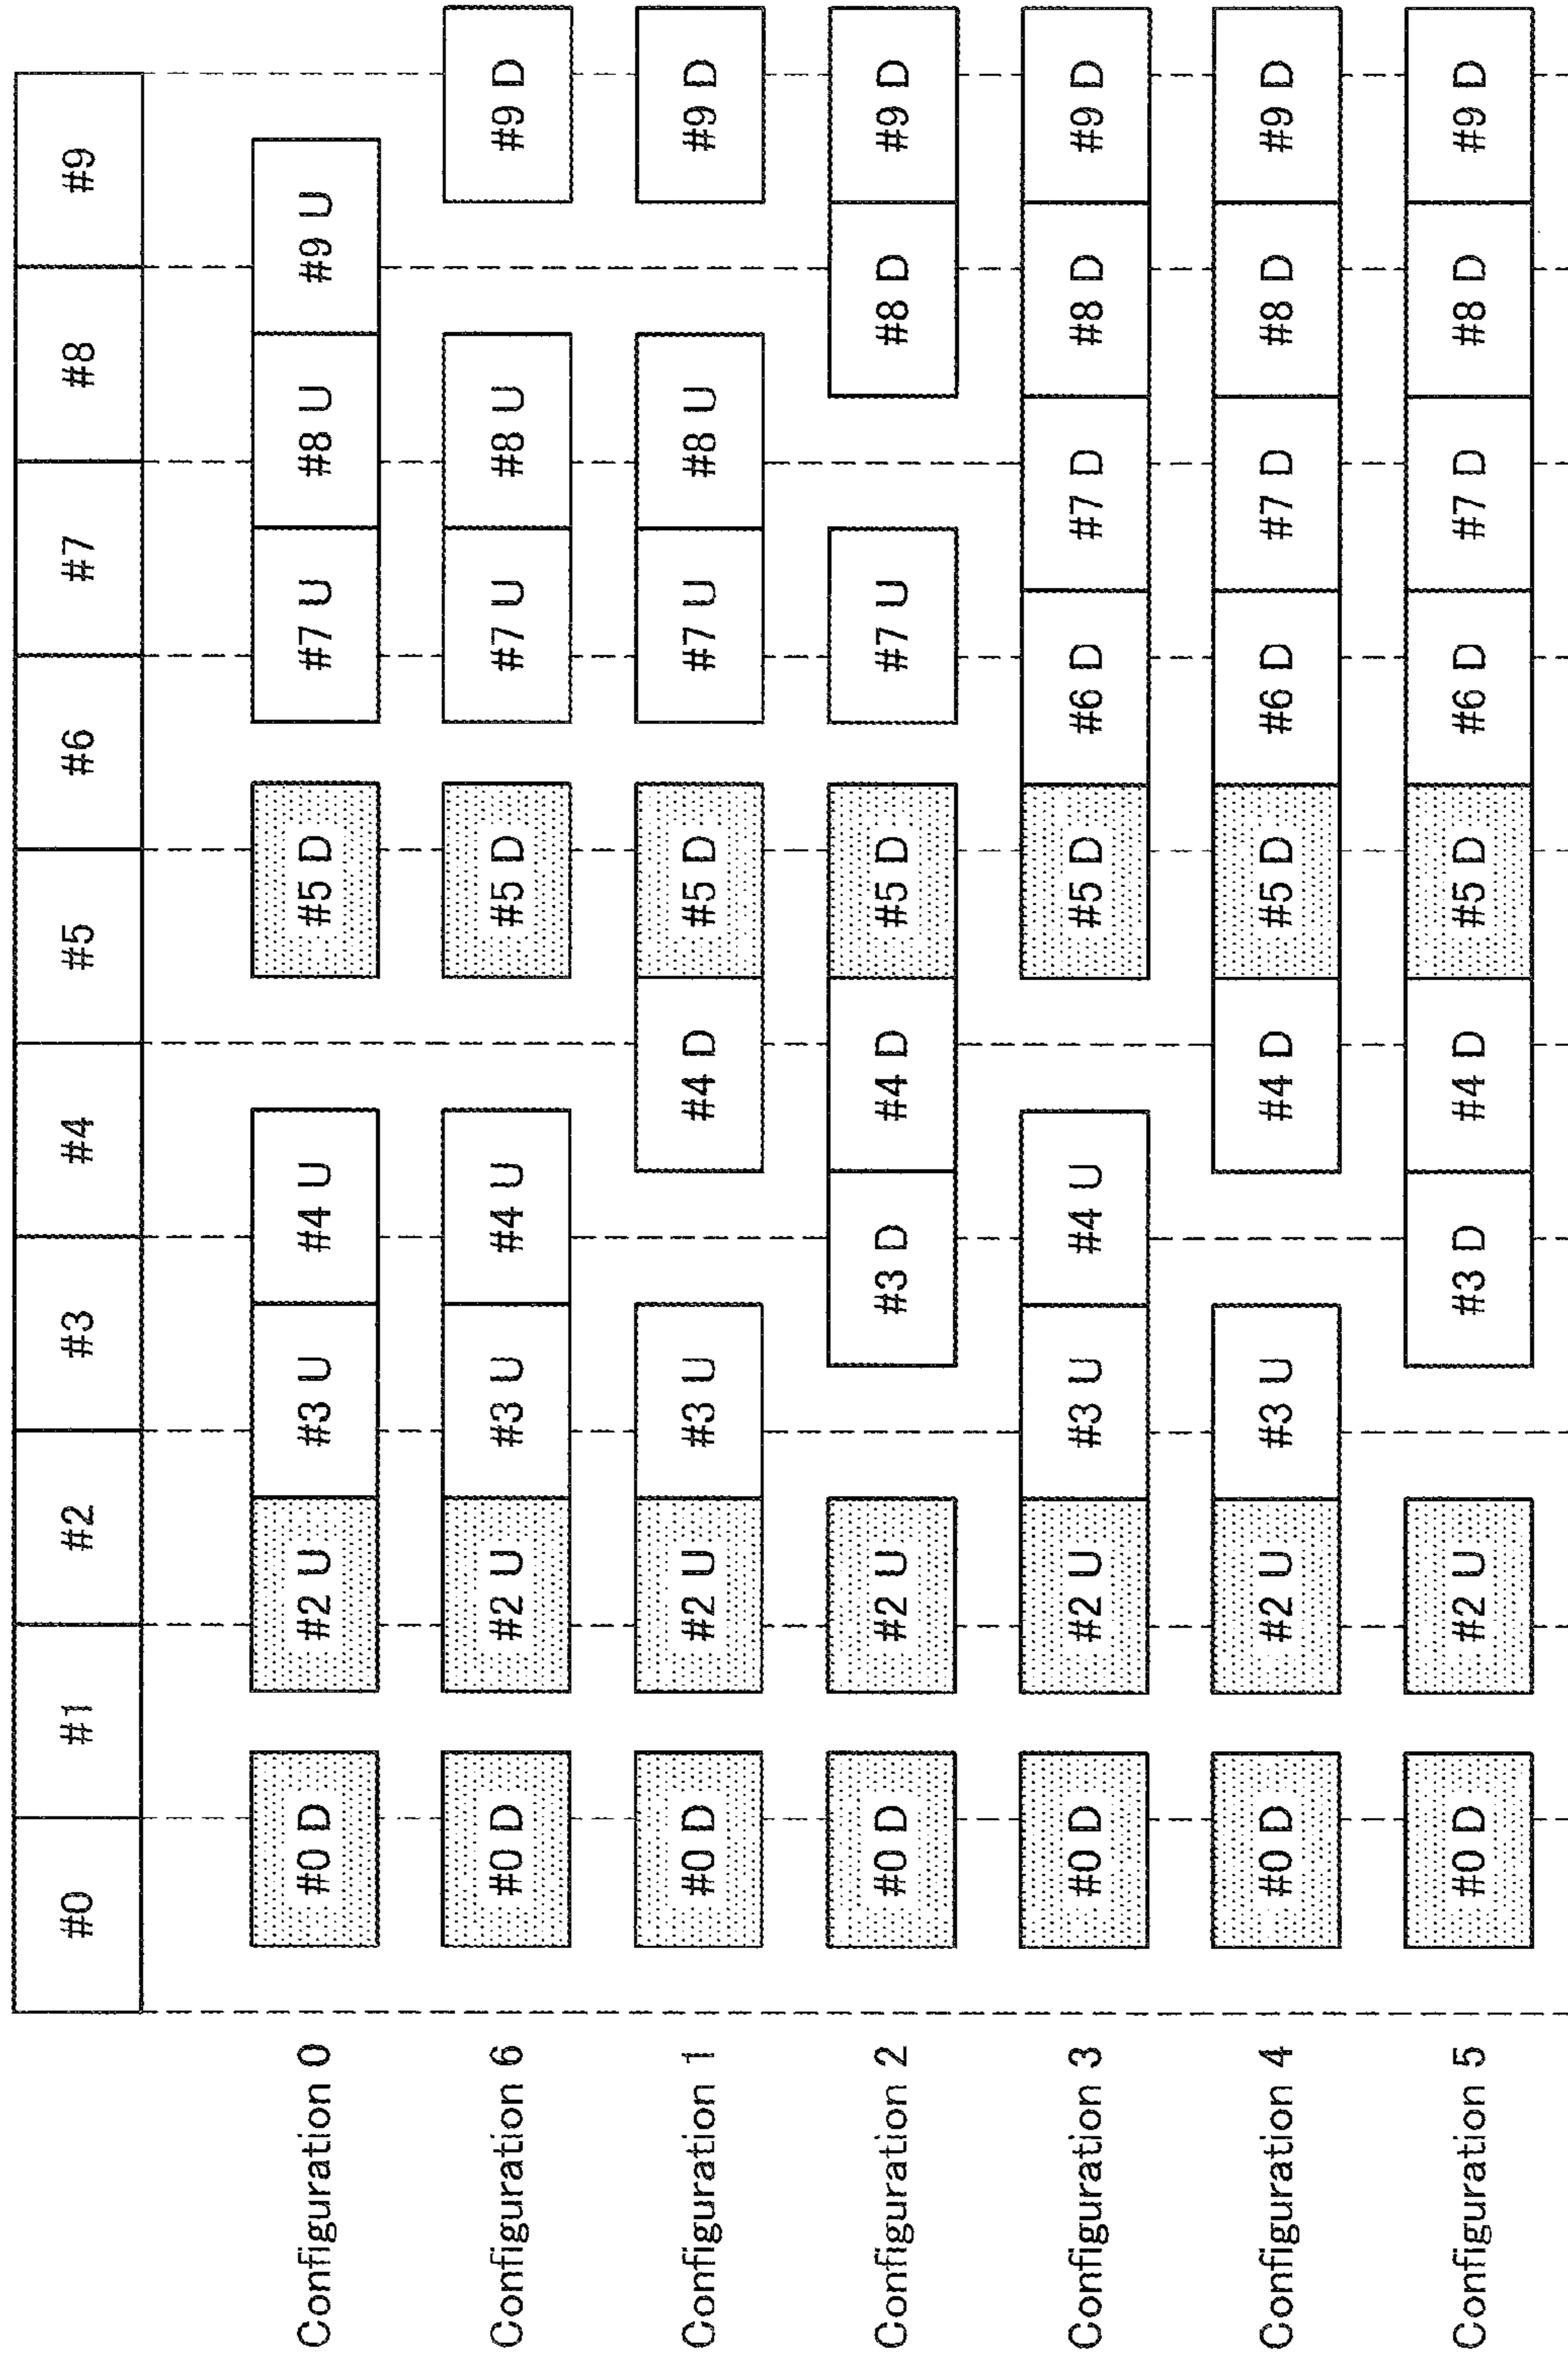 #0 #1 #2 #3 #4 #5 #6 #7 #8 #9
Configuration 0 #0 D #2 U #3 U #4 U #5 D #7 U #8 U #9 U
Configuration 6 #0 D #2 U #3 U #4 U #5 D #7 U #8 U #9 D
Configuration 1 #0 D #2 U #3 U #4 D #5 D #7 U #8 U #9 D
Configuration 2 #0 D #2 U #3 D #4 D #5 D #7 U #8 D #9 D
Configuration 3 #0 D #2 U #3 U #4 U #5 D #6 D #7 D #8 D #9 D
Configuration 4 #0 D #2 U #3 U #4 D #5 D #6 D #7 D #8 D #9 D
Configuration 5 #0 D #2 U #3 D #4 D #5 D #6 D #7 D #8 D #9 D